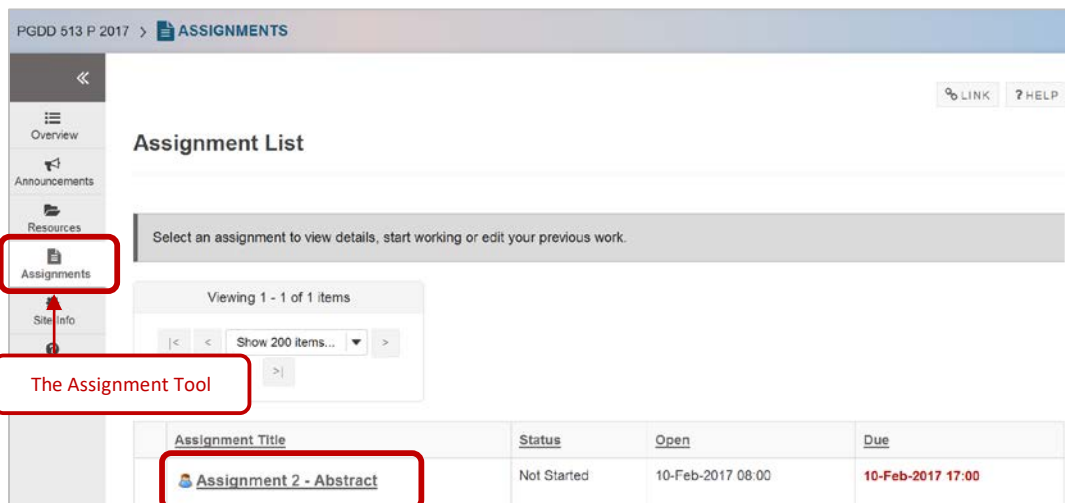 PGDD 513 P 2017 > ASSIGNMENTS
«
LINK ? HELP
Overview
Assignment List
Announcements
Resources
Select an assignment to view details, start working or edit your previous work.
Assignments
Viewing 1 - 1 of 1 items
Site Info
|< < Show 200 items... >
>|
The Assignment Tool
Assignment Title Status Open Due
Assignment 2 - Abstract Not Started 10-Feb-2017 08:00 10-Feb-2017 17:00